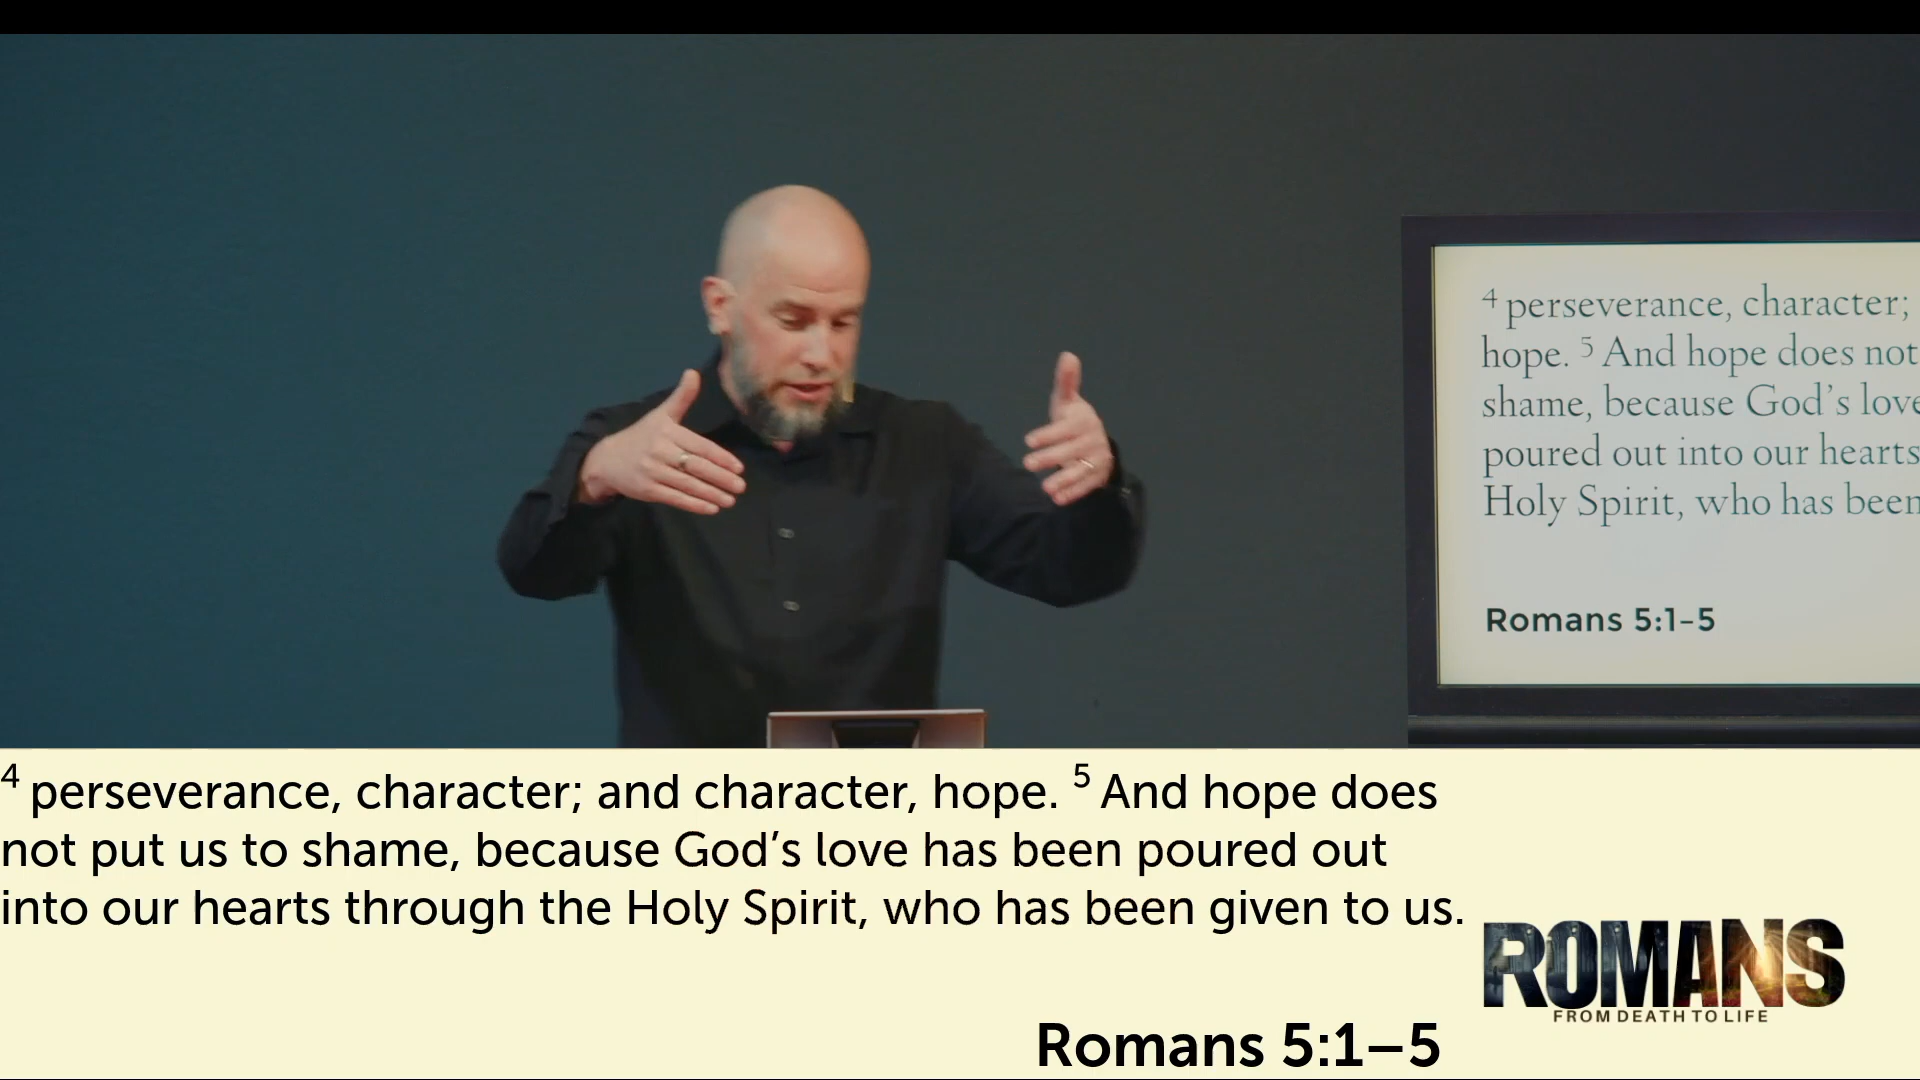 ⁴ perseverance, character;
hope. ⁵ And hope does not
shame, because God’s love
poured out into our hearts
Holy Spirit, who has been
Romans 5:1–5
⁴ perseverance, character; and character, hope. ⁵ And hope does
not put us to shame, because God’s love has been poured out
into our hearts through the Holy Spirit, who has been given to us.
ROMANS
FROM DEATH TO LIFE
Romans 5:1–5